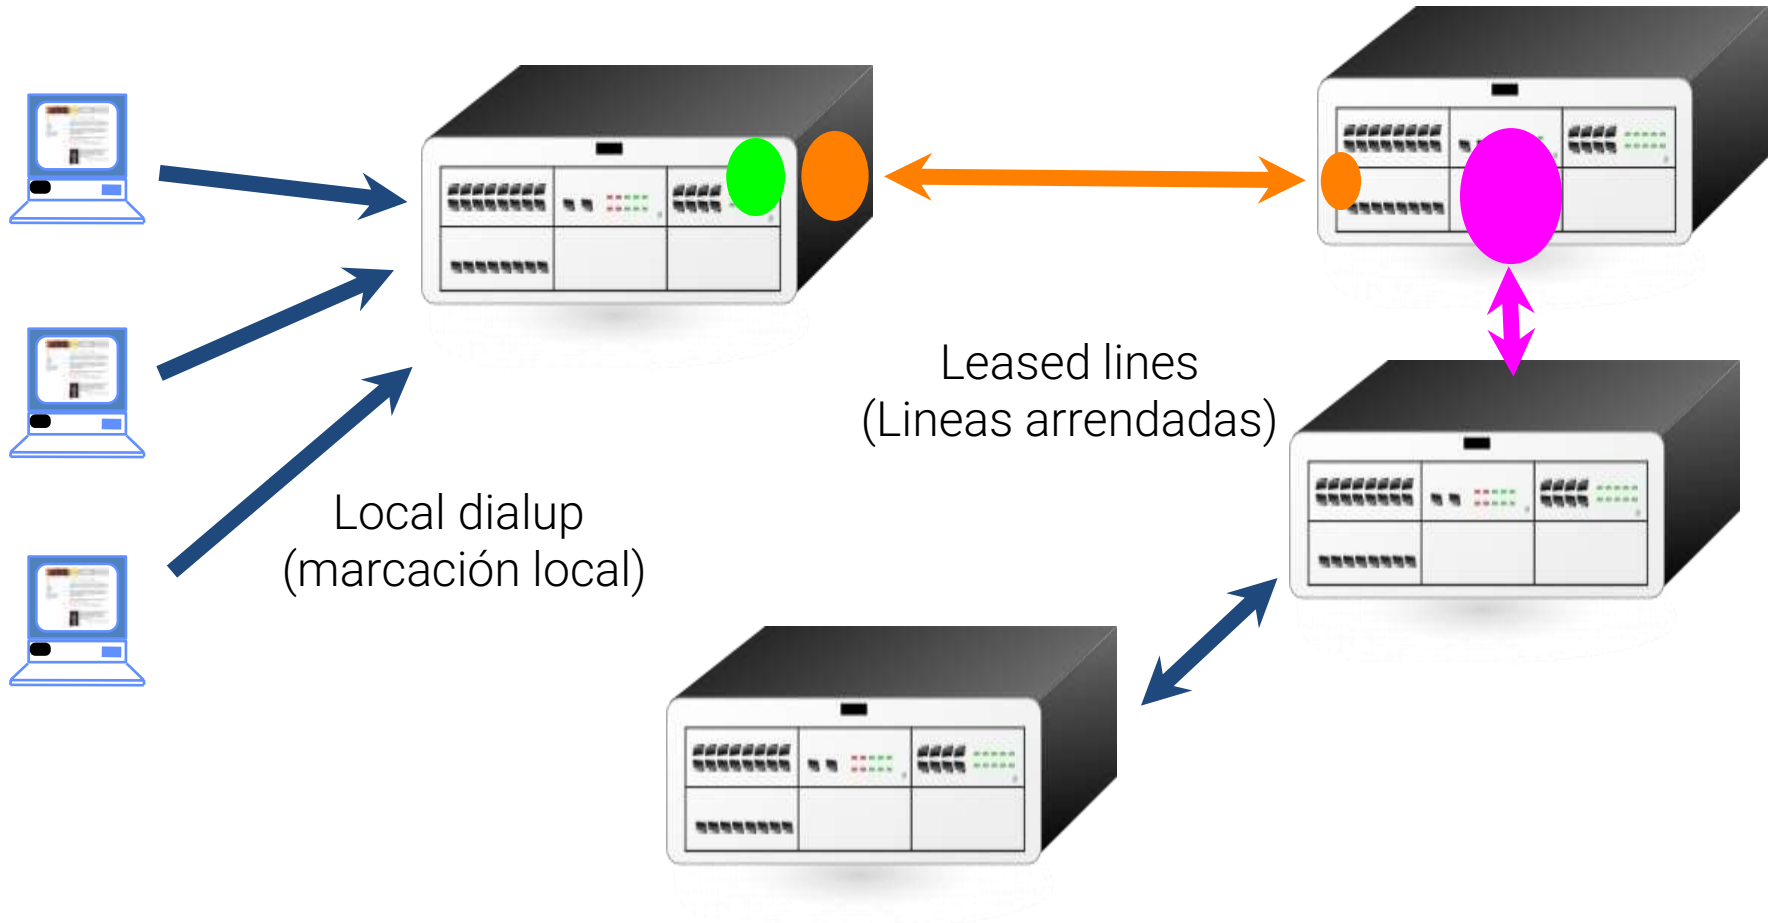 Leased lines
(Lineas arrendadas)
Local dialup
(marcación local)